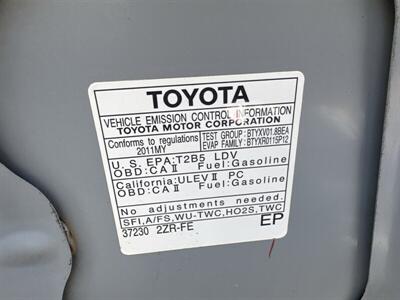 TOYOTA
VEHICLE EMISSION CONTROL INFORMATION
TOYOTA MOTOR CORPORATION
Conforms to regulations
2011MY
TEST GROUP: BTYXV01.8BEA
EVAP FAMILY: BTYXR0115P12
U. S. EPA:T2B5 LDV
OBD:CA II Fuel:Gasoline
California:ULEV II PC
OBD:CA II Fuel:Gasoline
No adjustments needed.
SFI,A/FS,WU-TWC,HO2S,TWC
37230 2ZR-FE EP